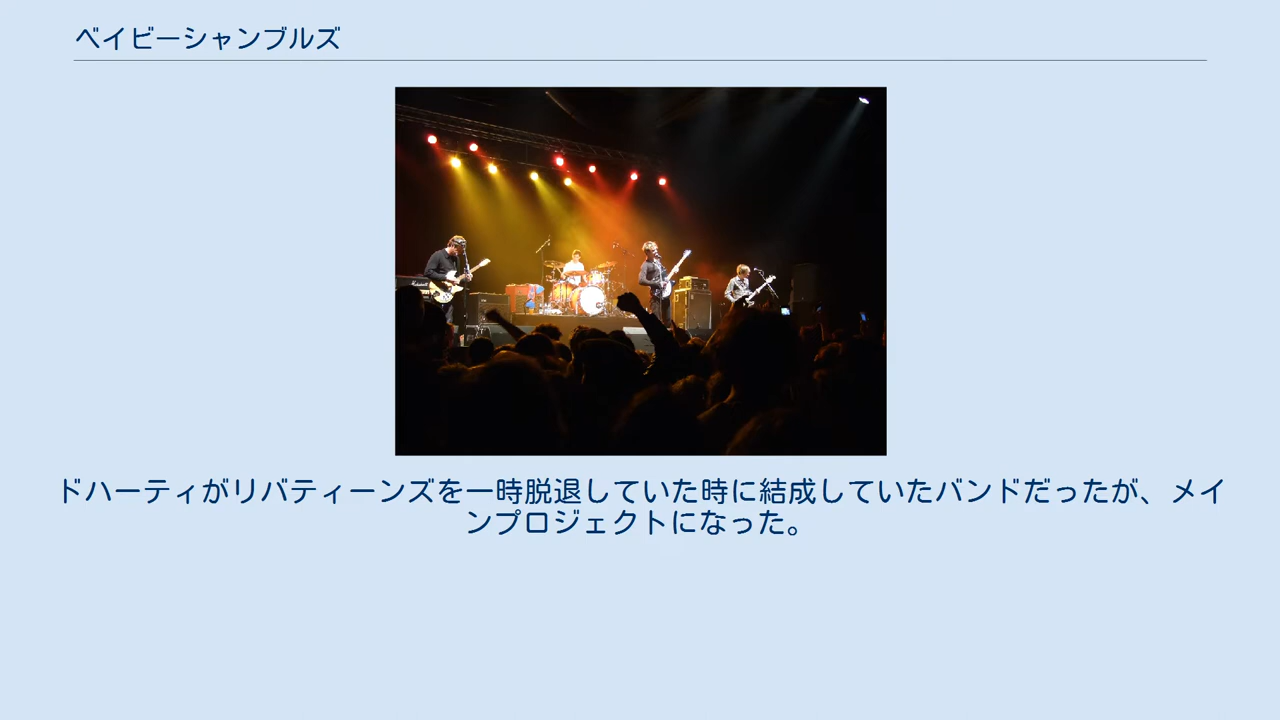 ベイビーシャンブルズ
ドハーティがリバティーンズを一時脱退していた時に結成していたバンドだったが、メイ
ンプロジェクトになった。